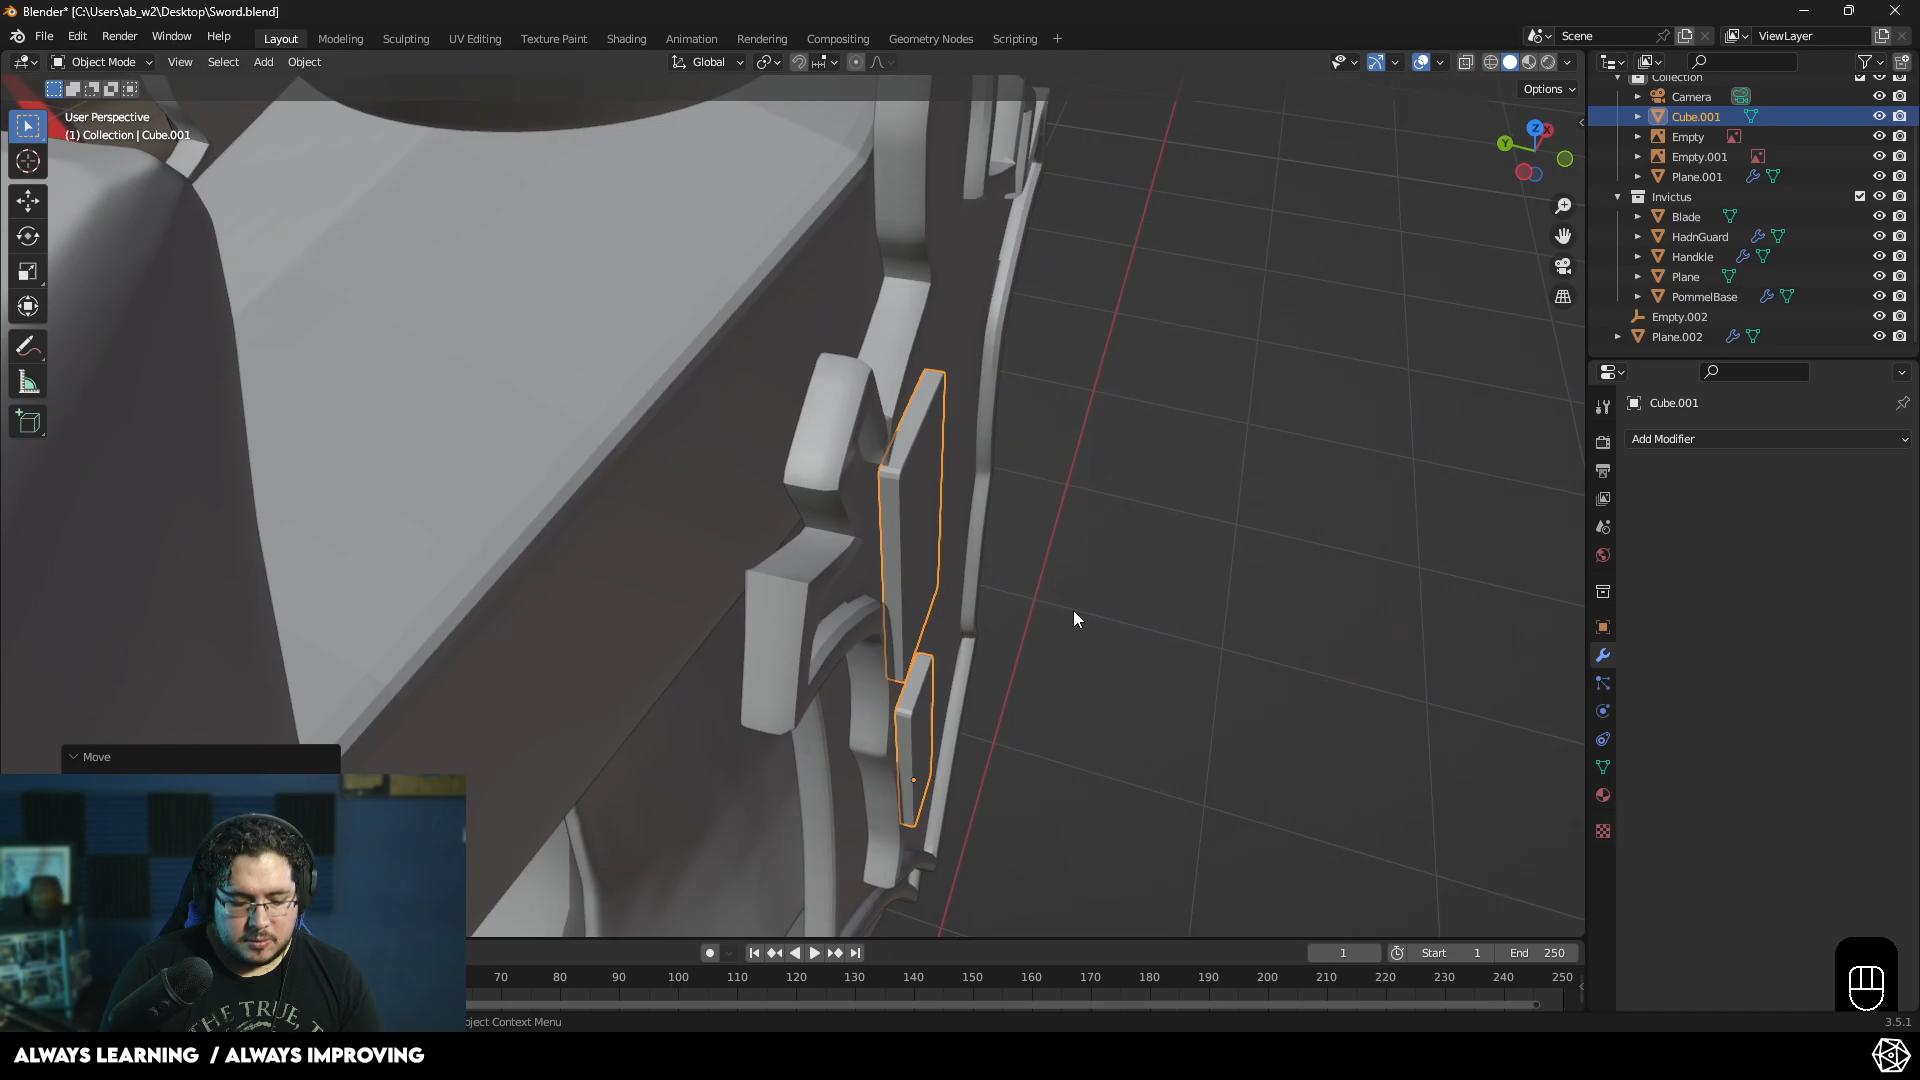 Blender* [C:\Users\ab_w2\Desktop\Sword.blend]
File Edit Render Window Help Layout Modeling Sculpting UV Editing Texture Paint Shading Animation Rendering Compositing Geometry Nodes Scripting + Scene ViewLayer
Object Mode View Select Add Object Global
Options
User Perspective
(1) Collection | Cube.001
Z
X
Y
Collection
Camera
Cube.001
Empty
Empty.001
Plane.001
Invictus
Blade
HadnGuard
Handkle
Plane
PommelBase
Empty.002
Plane.002
Cube.001
Add Modifier
Move
1 Start 1 End 250
70 80 90 100 110 120 130 140 150 160 170 180 190 200 210 220 230 240 250
oject Context Menu
3.5.1
THE TRUE,
ALWAYS LEARNING / ALWAYS IMPROVING